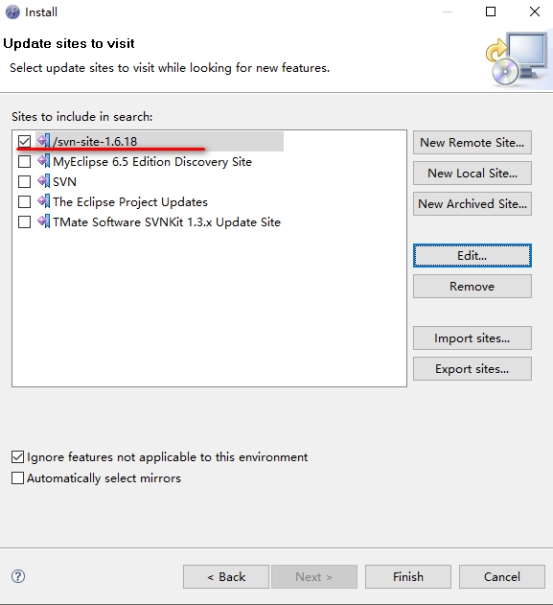 Install
Update sites to visit
Select update sites to visit while looking for new features.
Sites to include in search:
/svn-site-1.6.18
MyEclipse 6.5 Edition Discovery Site
SVN
The Eclipse Project Updates
TMate Software SVNKit 1.3.x Update Site
New Remote Site...
New Local Site...
New Archived Site...
Edit...
Remove
Import sites...
Export sites...
Ignore features not applicable to this environment
Automatically select mirrors
?
< Back
Next >
Finish
Cancel